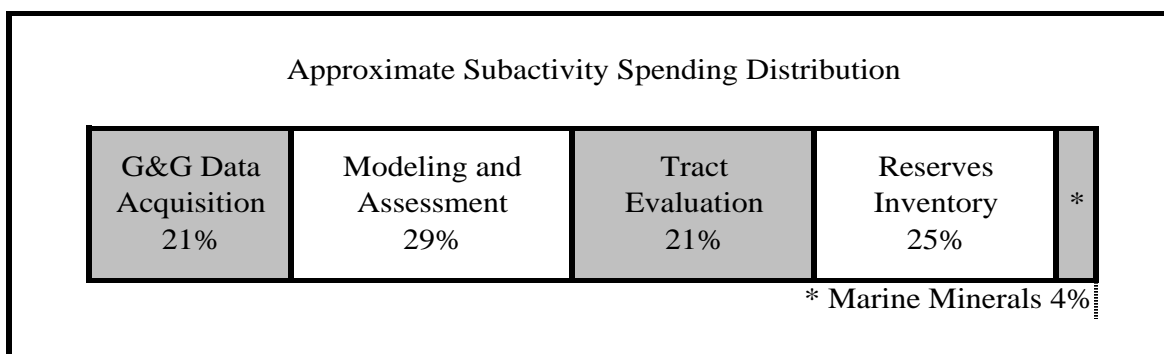 Approximate Subactivity Spending Distribution
G&G Data
Acquisition
21%
Modeling and
Assessment
29%
Tract
Evaluation
21%
Reserves
Inventory
25%
*
* Marine Minerals 4%